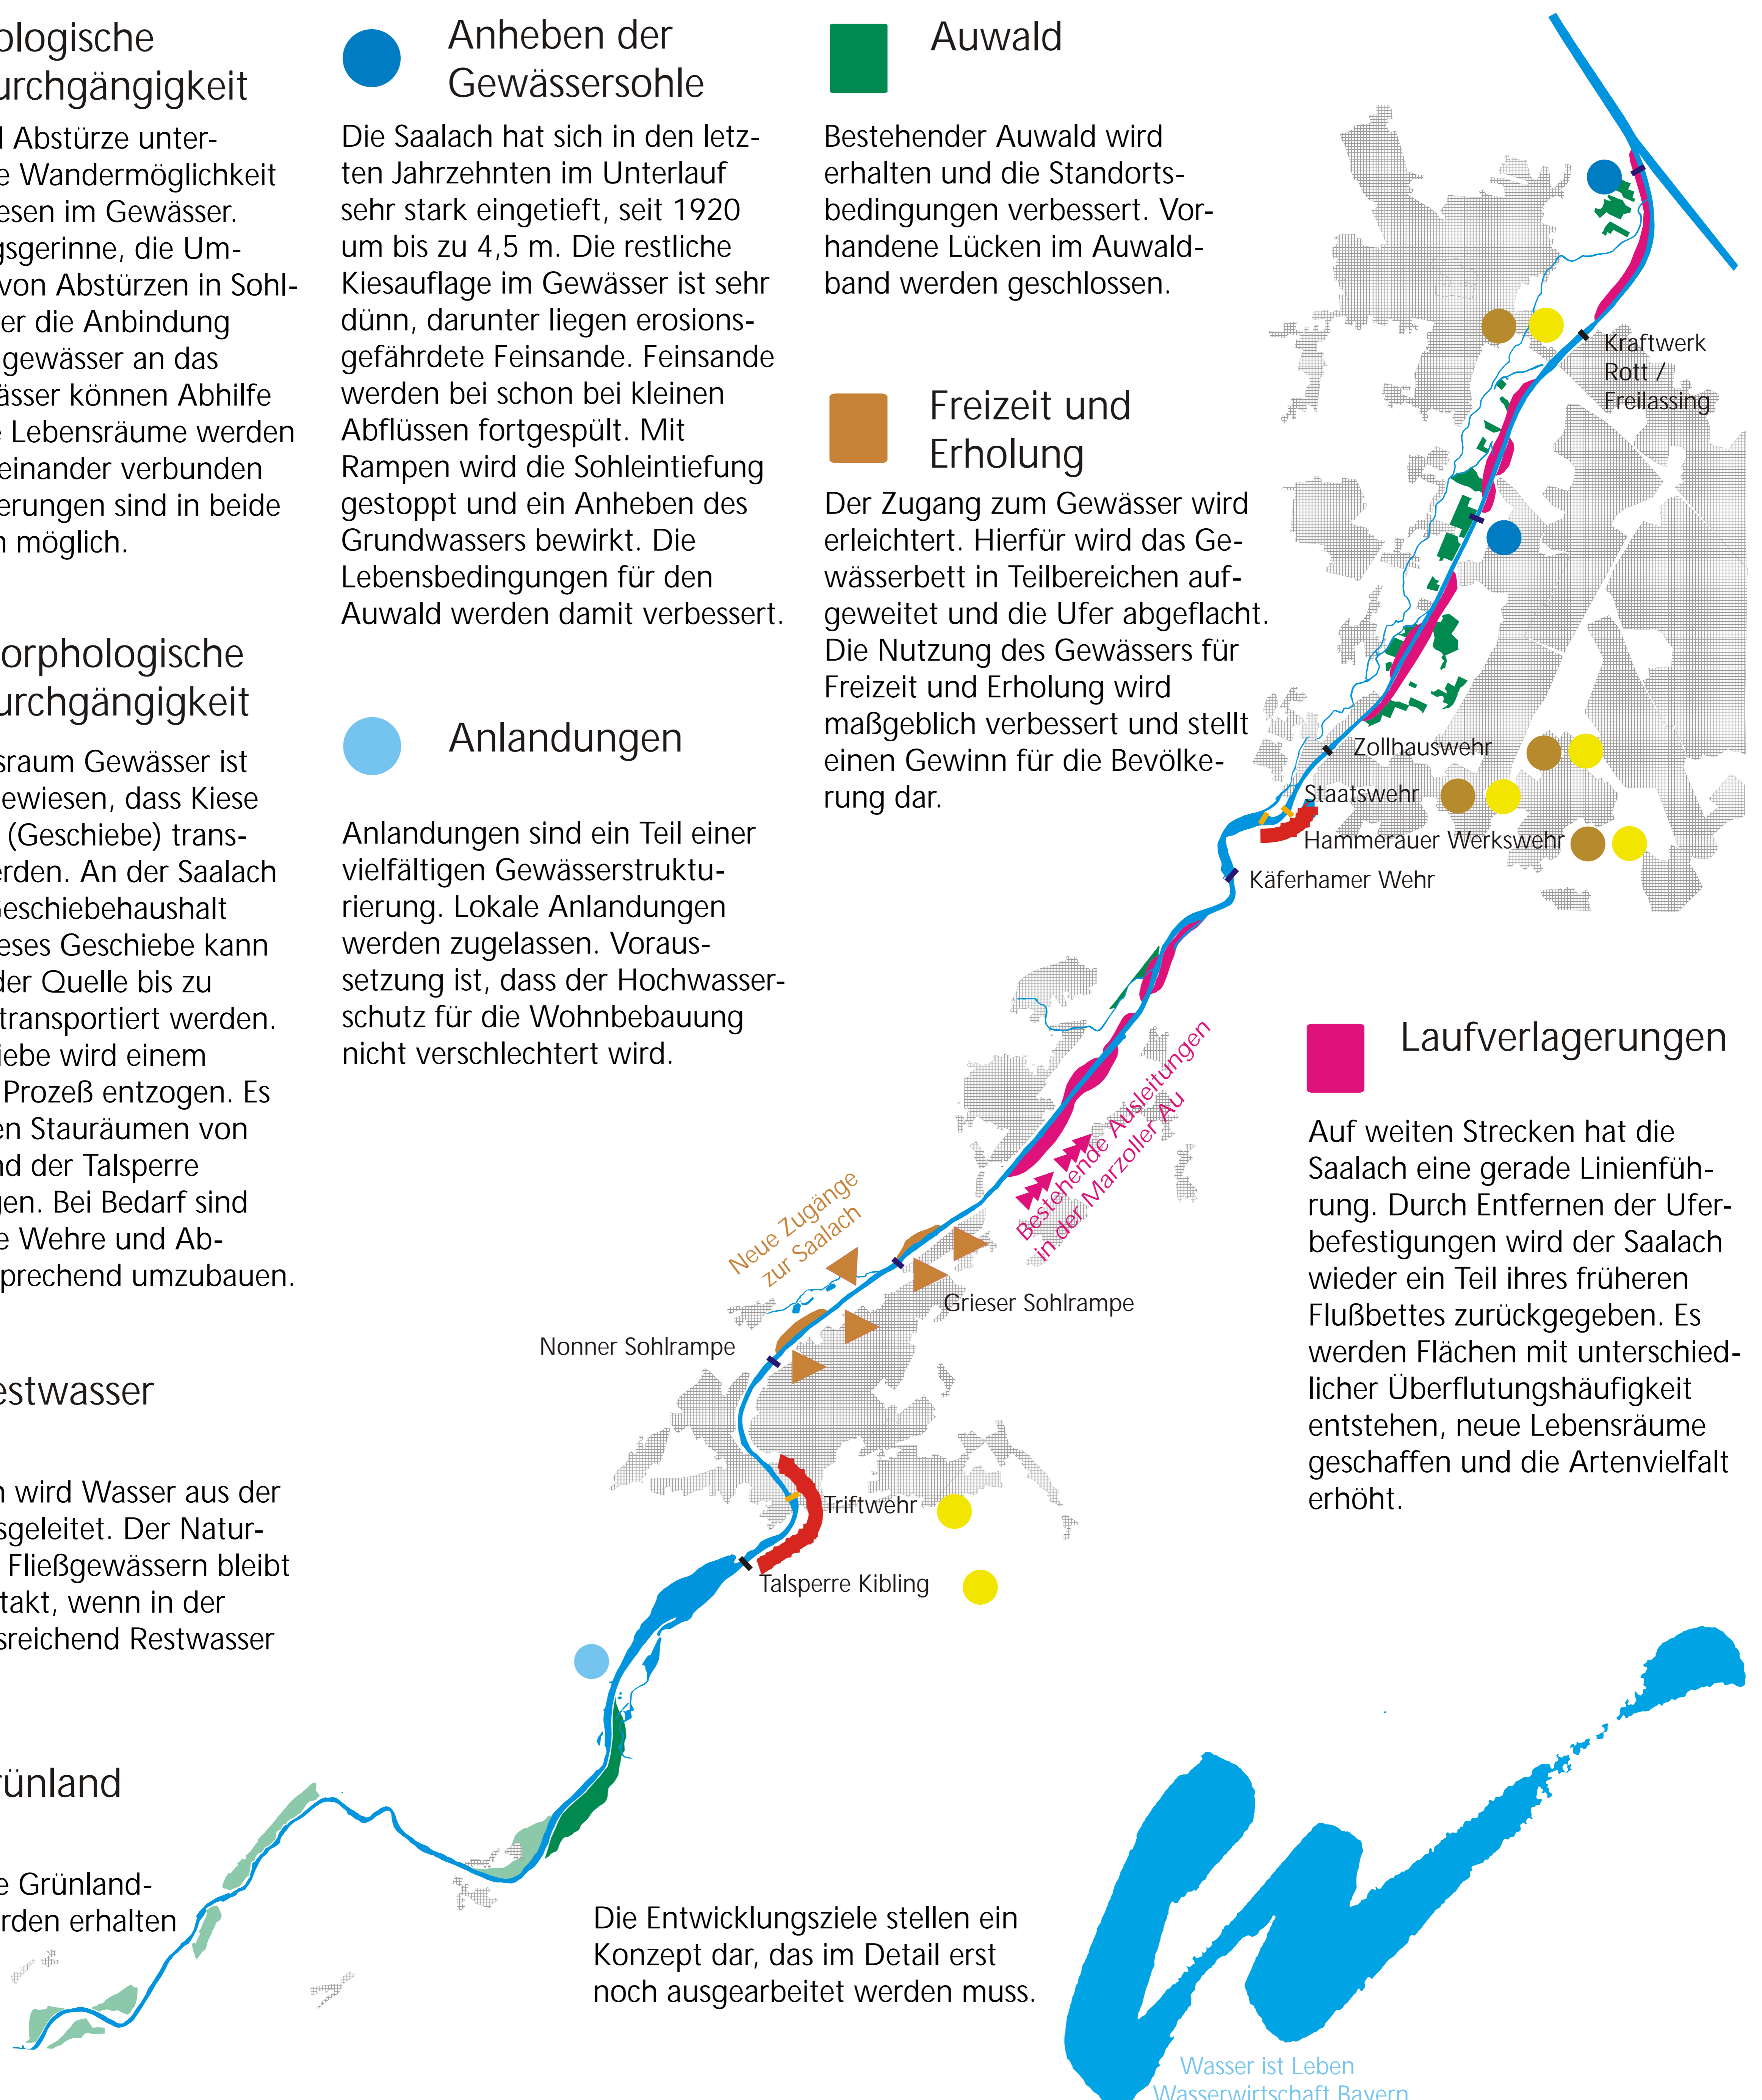 ologische
urchgängigkeit
l Abstürze unter-
e Wandermöglichkeit
esen im Gewässer.
gsgerinne, die Um-
von Abstürzen in Sohl-
er die Anbindung
ngewässer an das
ässer können Abhilfe
e Lebensräume werden
einander verbunden
erungen sind in beide
n möglich.
orphologische
urchgängigkeit
sraum Gewässer ist
ewiesen, dass Kiese
(Geschiebe) trans-
erden. An der Saalach
Geschiebehaushalt
eses Geschiebe kann
der Quelle bis zu
transportiert werden.
iebe wird einem
Prozeß entzogen. Es
en Stauräumen von
nd der Talsperre
gen. Bei Bedarf sind
e Wehre und Ab-
sprechend umzubauen.
estwasser
n wird Wasser aus der
sgeleitet. Der Natur-
Fließgewässern bleibt
takt, wenn in der
sreichend Restwasser
rünland
e Grünland-
rden erhalten
Anheben der
Gewässersohle
Die Saalach hat sich in den letz-
ten Jahrzehnten im Unterlauf
sehr stark eingetieft, seit 1920
um bis zu 4,5 m. Die restliche
Kiesauflage im Gewässer ist sehr
dünn, darunter liegen erosions-
gefährdete Feinsande. Feinsande
werden bei schon bei kleinen
Abflüssen fortgespült. Mit
Rampen wird die Sohleintiefung
gestoppt und ein Anheben des
Grundwassers bewirkt. Die
Lebensbedingungen für den
Auwald werden damit verbessert.
Anlandungen
Anlandungen sind ein Teil einer
vielfältigen Gewässerstruktu-
rierung. Lokale Anlandungen
werden zugelassen. Voraus-
setzung ist, dass der Hochwasser-
schutz für die Wohnbebauung
nicht verschlechtert wird.
Auwald
Bestehender Auwald wird
erhalten und die Standorts-
bedingungen verbessert. Vor-
handene Lücken im Auwald-
band werden geschlossen.
Freizeit und
Erholung
Der Zugang zum Gewässer wird
erleichtert. Hierfür wird das Ge-
wässerbett in Teilbereichen auf-
geweitet und die Ufer abgeflacht.
Die Nutzung des Gewässers für
Freizeit und Erholung wird
maßgeblich verbessert und stellt
einen Gewinn für die Bevölke-
rung dar.
Kraftwerk
Rott /
Freilassing
Zollhauswehr
Staatswehr
Hammerauer Werkswehr
Käferhamer Wehr
Laufverlagerungen
Auf weiten Strecken hat die
Saalach eine gerade Linienfüh-
rung. Durch Entfernen der Ufer-
befestigungen wird der Saalach
wieder ein Teil ihres früheren
Flußbettes zurückgegeben. Es
werden Flächen mit unterschied-
licher Überflutungshäufigkeit
entstehen, neue Lebensräume
geschaffen und die Artenvielfalt
erhöht.
Bestehende Ausleitungen
in der Marzoller Au
Neue Zugänge
zur Saalach
Grieser Sohlrampe
Nonner Sohlrampe
Triftwehr
Talsperre Kibling
Die Entwicklungsziele stellen ein
Konzept dar, das im Detail erst
noch ausgearbeitet werden muss.
Wasser ist Leben
Wasserwirtschaft Bayern